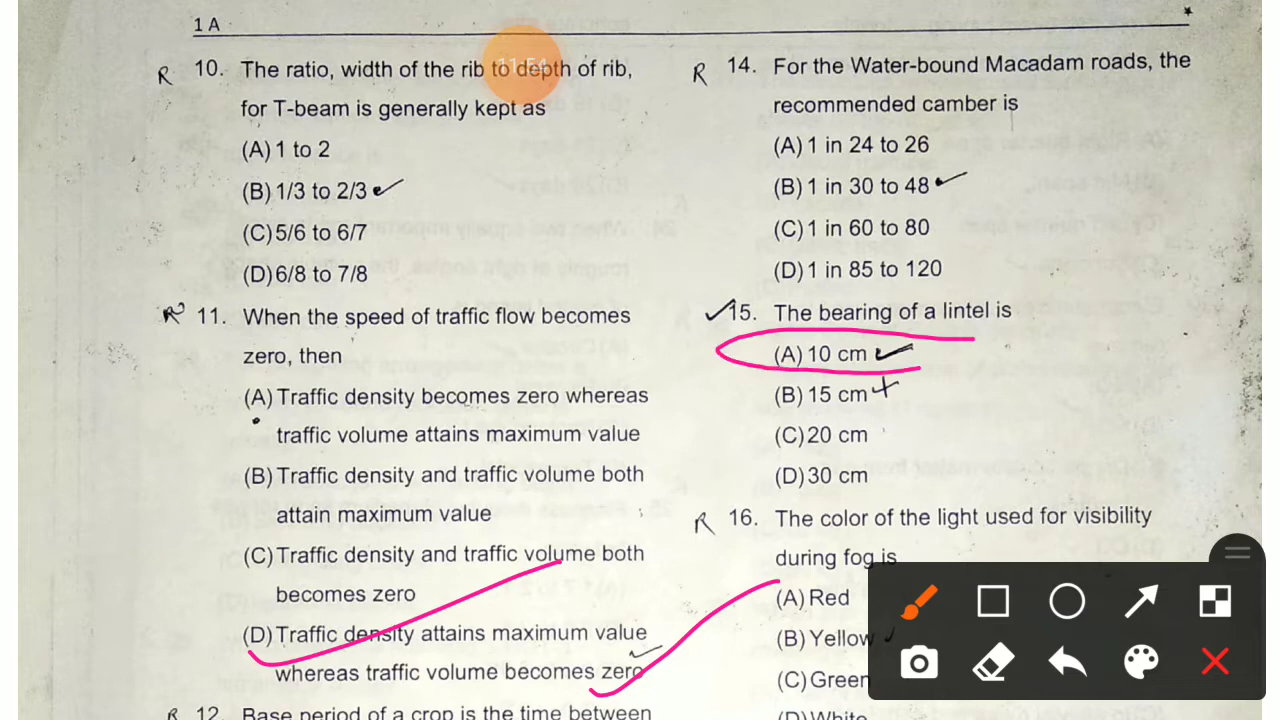 1 A
*
R 10. The ratio, width of the rib to depth of rib,
for T-beam is generally kept as
(A) 1 to 2
(B) 1/3 to 2/3
(C) 5/6 to 6/7
(D) 6/8 to 7/8
R 11. When the speed of traffic flow becomes
zero, then
(A) Traffic density becomes zero whereas
traffic volume attains maximum value
(B) Traffic density and traffic volume both
attain maximum value
(C) Traffic density and traffic volume both
becomes zero
(D) Traffic density attains maximum value
whereas traffic volume becomes zero
R 12. Base period of a crop is the time between
R 14. For the Water-bound Macadam roads, the
recommended camber is
(A) 1 in 24 to 26
(B) 1 in 30 to 48
(C) 1 in 60 to 80
(D) 1 in 85 to 120
15. The bearing of a lintel is
(A) 10 cm
(B) 15 cm
(C) 20 cm
(D) 30 cm
R 16. The color of the light used for visibility
during fog is
(A) Red
(B) Yellow
(C) Green
(D) White
11:54